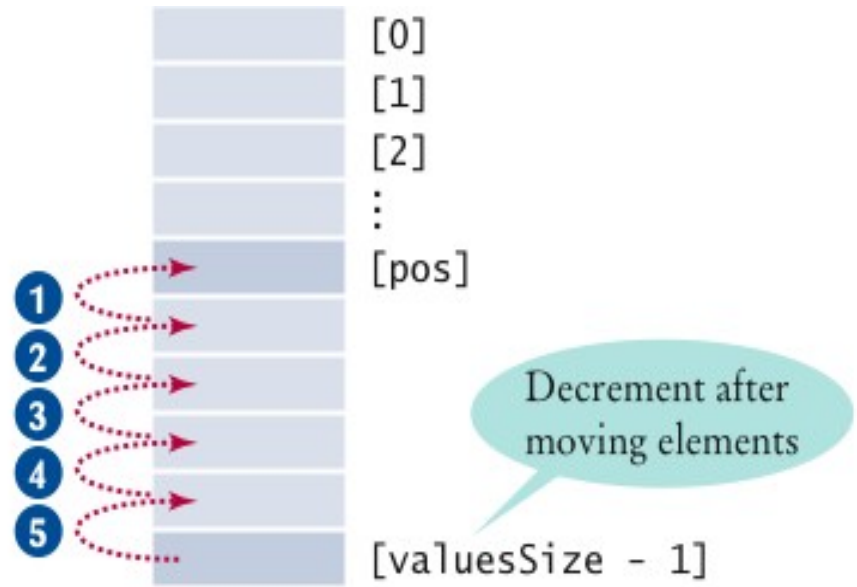 [0]
[1]
[2]
⋮
[pos]
1
2
3
4
5
Decrement after
moving elements
[valuesSize - 1]